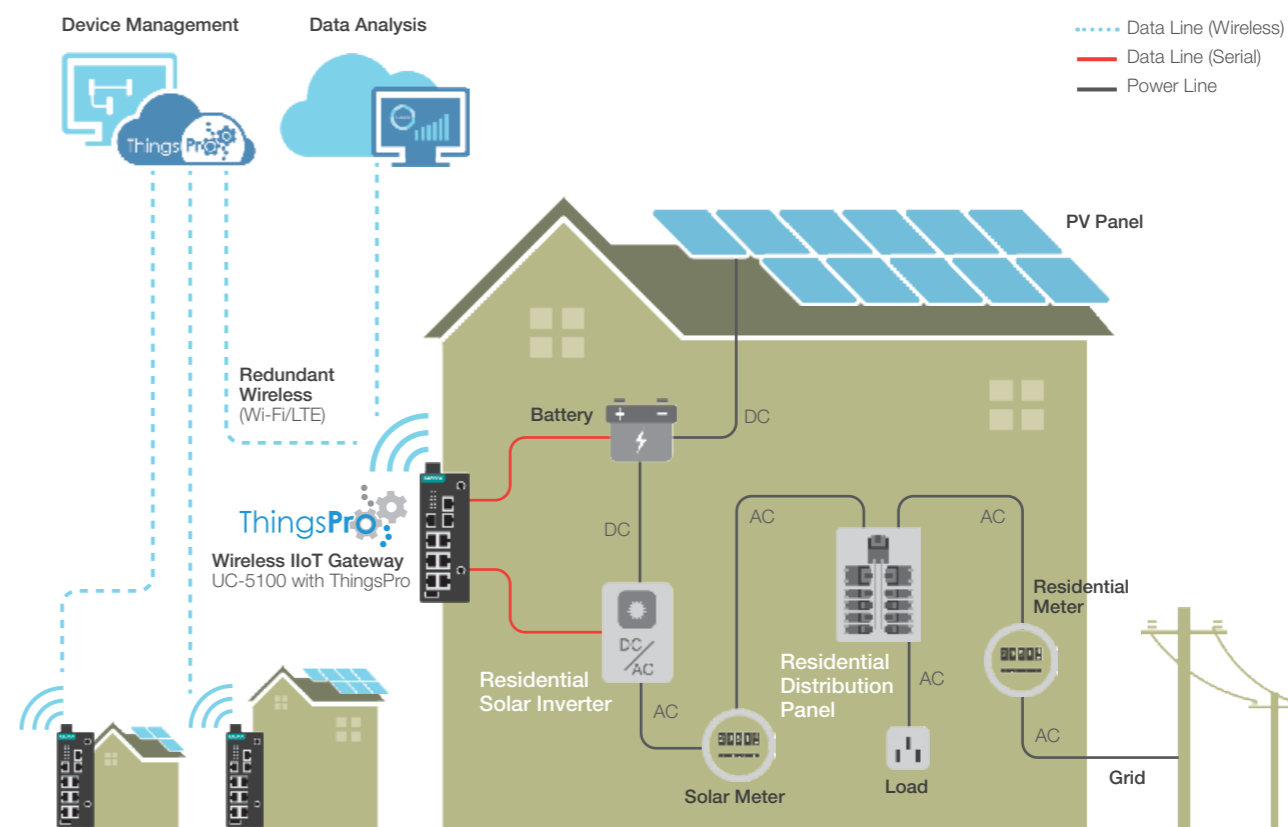 Device Management
Data Analysis
Data Line (Wireless)
Data Line (Serial)
Power Line
ThingsPro
PV Panel
Redundant
Wireless
(Wi-Fi/LTE)
Battery
+ −
DC
ThingsPro
Wireless IIoT Gateway
UC-5100 with ThingsPro
DC
AC
AC
Residential
Meter
DC/AC
Residential
Solar Inverter
Residential
Distribution
Panel
AC
AC
AC
Solar Meter
Load
Grid